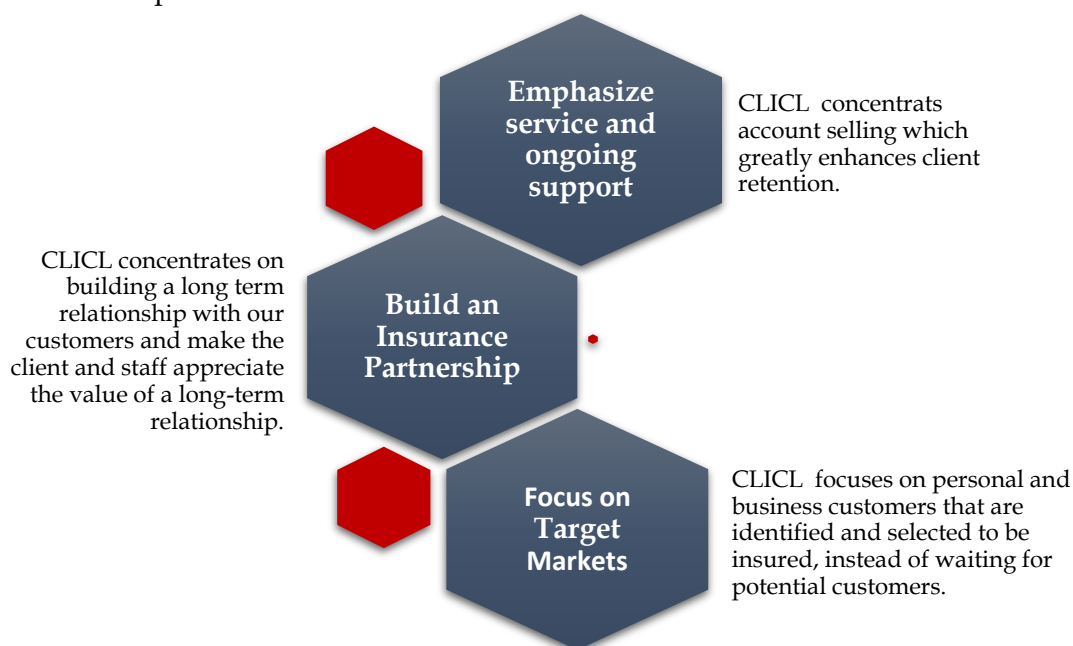 Emphasize
service and
ongoing
support
CLICL concentrats
account selling which
greatly enhances client
retention.
CLICL concentrates on
building a long term
relationship with our
customers and make the
client and staff appreciate
the value of a long-term
relationship.
Build an
Insurance
Partnership
Focus on
Target
Markets
CLICL focuses on personal and
business customers that are
identified and selected to be
insured, instead of waiting for
potential customers.